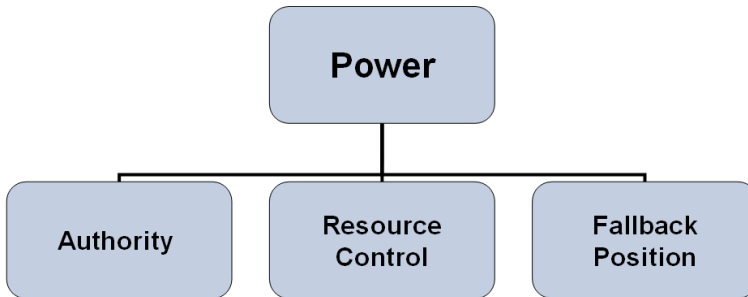 Power
Authority
Resource
Control
Fallback
Position